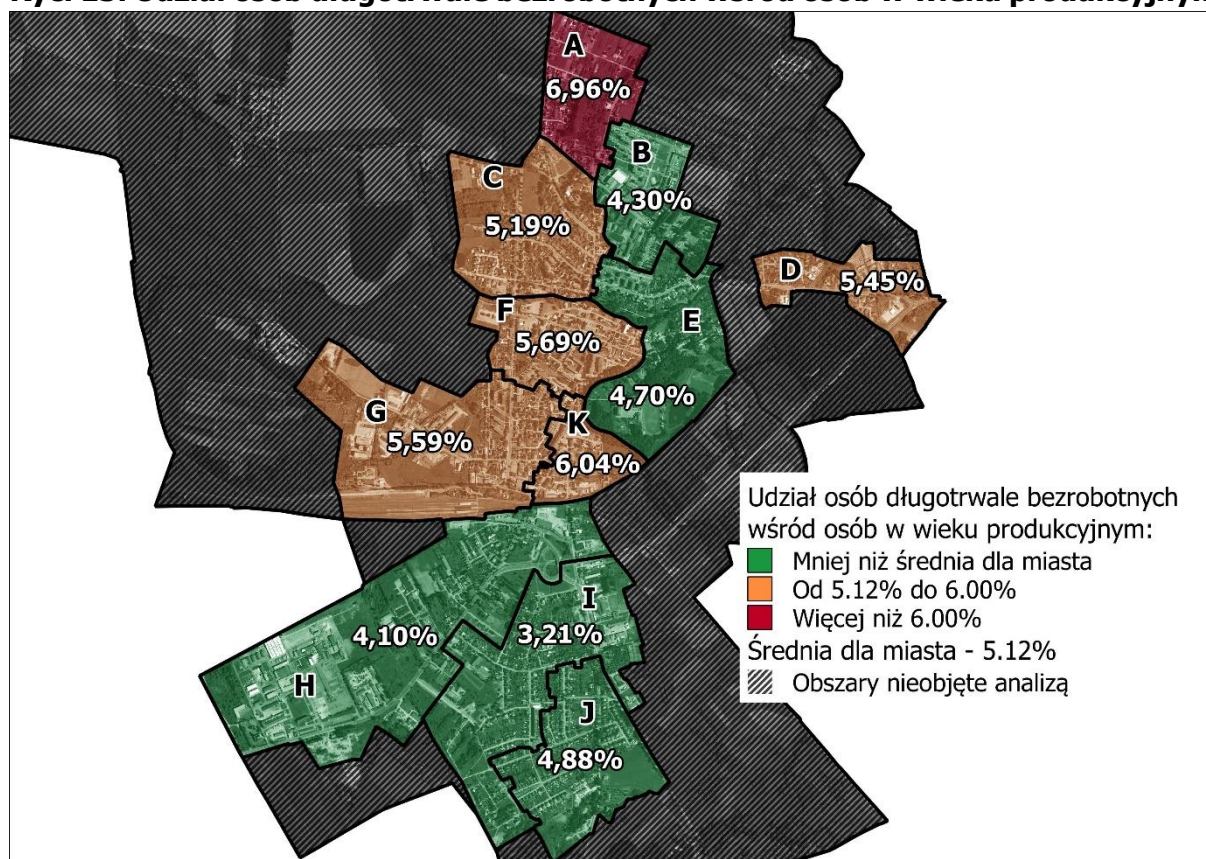 A
6,96%
B
4,30%
C
5,19%
D
5,45%
E
4,70%
F
5,69%
G
5,59%
K
6,04%
H
4,10%
I
3,21%
J
4,88%
Udział osób długotrwale bezrobotnych
wśród osób w wieku produkcyjnym:
Mniej niż średnia dla miasta
Od 5.12% do 6.00%
Więcej niż 6.00%
Średnia dla miasta - 5.12%
Obszary nieobjęte analizą